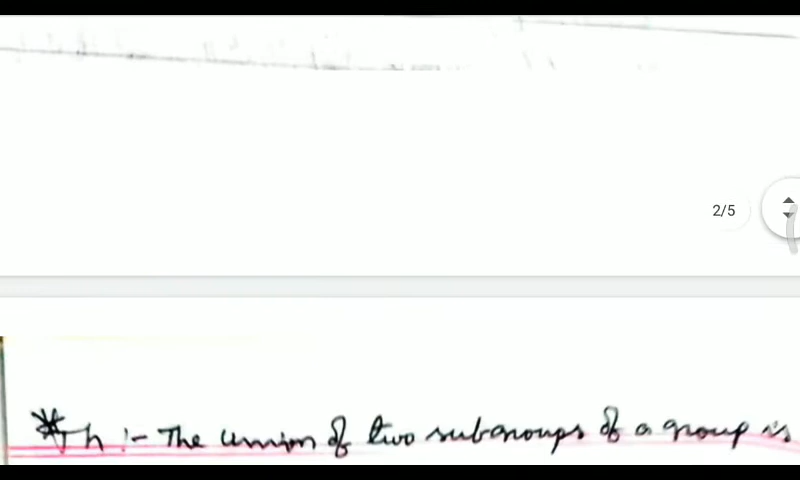 2/5
*Th :- The union of two subgroups of a group is